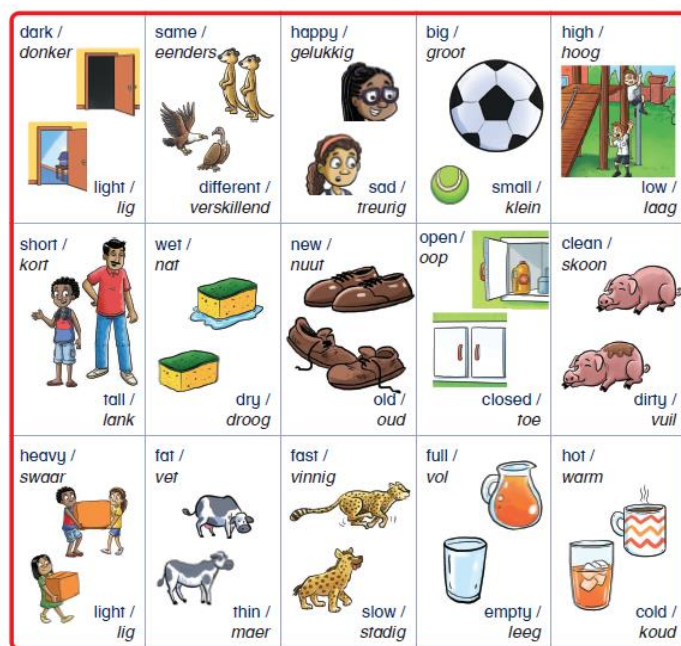 dark /
donker
light /
lig
same /
eenders
different /
verskillend
happy /
gelukkig
sad /
treurig
big /
groot
small /
klein
high /
hoog
low /
laag
short /
kort
tall /
lank
wet /
nat
dry /
droog
new /
nuut
old /
oud
open /
oop
closed /
toe
clean /
skoon
dirty /
vuil
heavy /
swaar
light /
lig
fat /
vet
thin /
maer
fast /
vinnig
slow /
stadig
full /
vol
empty /
leeg
hot /
warm
cold /
koud